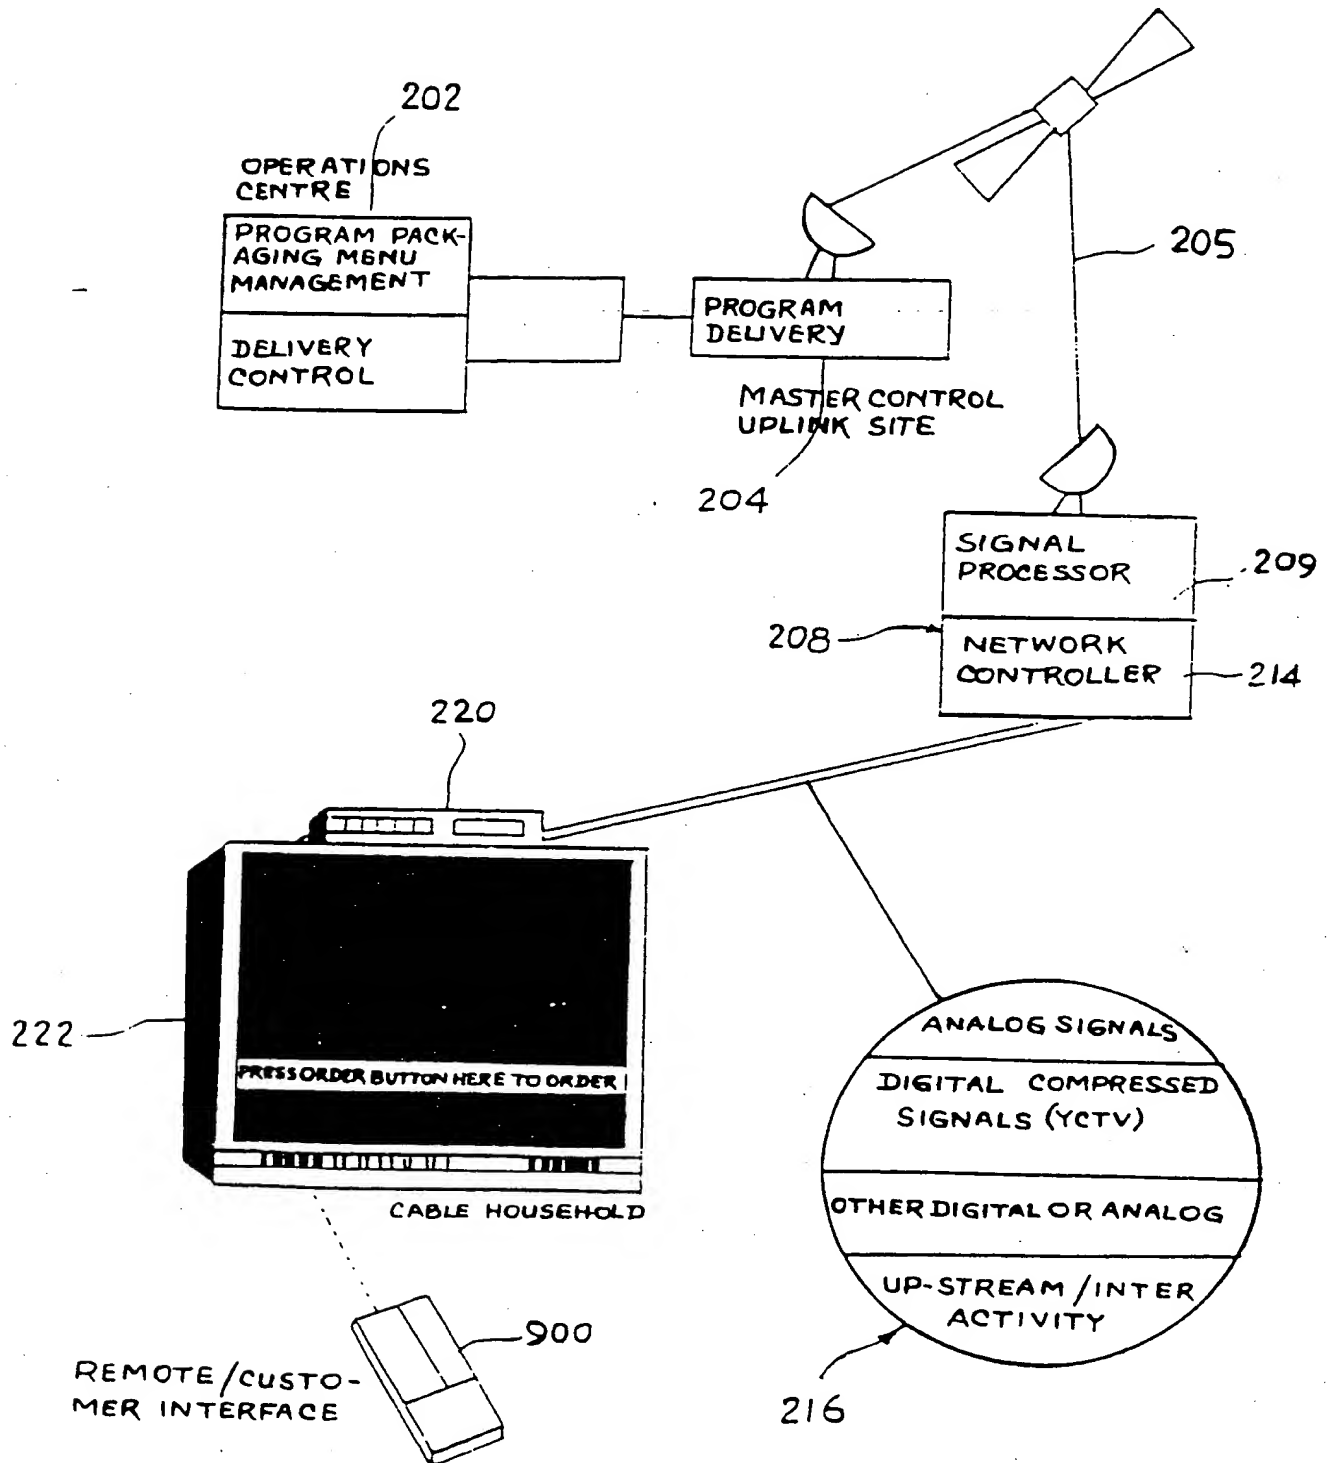 202
OPERATIONS
CENTRE
PROGRAM PACK-
AGING MENU
MANAGEMENT
DELIVERY
CONTROL
PROGRAM
DELIVERY
MASTER CONTROL
UPLINK SITE
204
205
SIGNAL
PROCESSOR
209
208
NETWORK
CONTROLLER
214
220
222
PRESS ORDER BUTTON HERE TO ORDER
CABLE HOUSEHOLD
ANALOG SIGNALS
DIGITAL COMPRESSED
SIGNALS (YCTV)
OTHER DIGITAL OR ANALOG
UP-STREAM/INTER
ACTIVITY
216
900
REMOTE/CUSTO-
MER INTERFACE